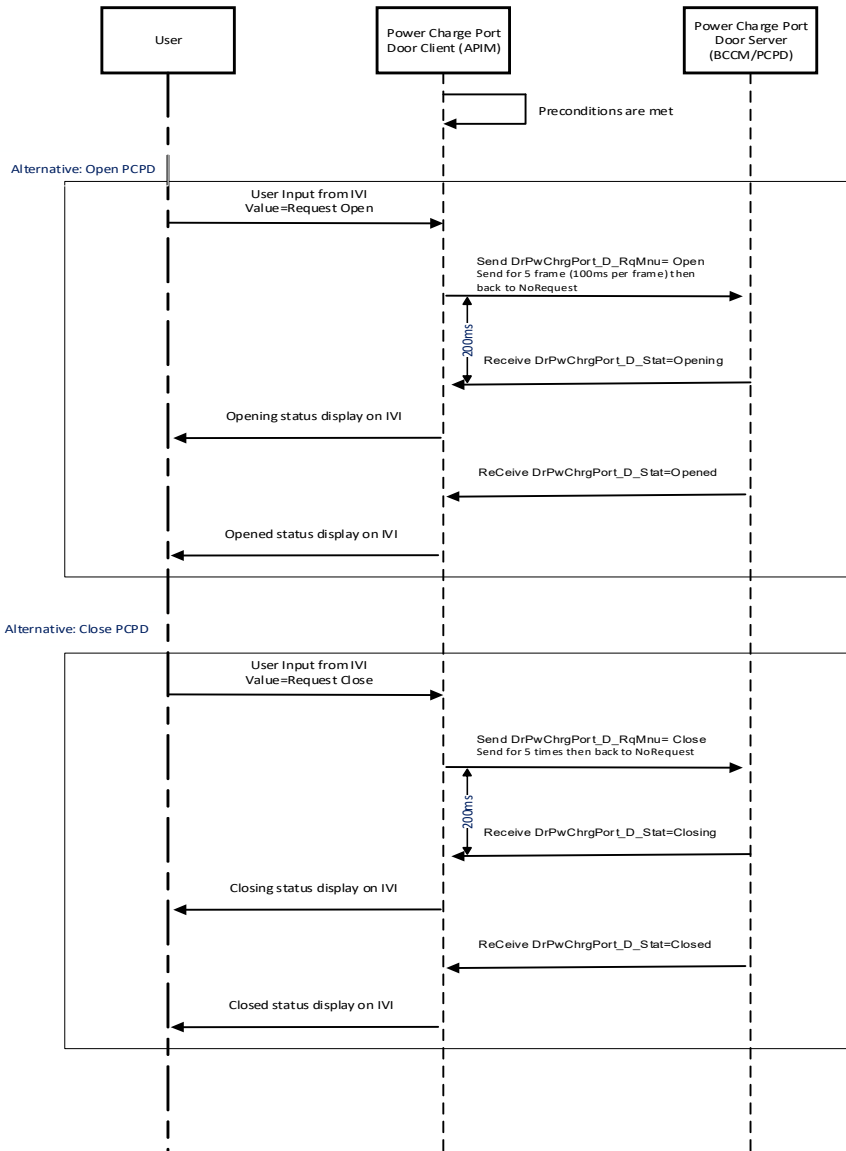 User
Power Charge Port
Door Client (APIM)
Power Charge Port
Door Server
(BCCM/PCPD)
Preconditions are met
Alternative: Open PCPD
User Input from IVI
Value=Request Open
Send DrPwChrgPort_D_RqMnu= Open
Send for 5 frame (100ms per frame) then
back to NoRequest
200ms
Receive DrPwChrgPort_D_Stat=Opening
Opening status display on IVI
ReCeive DrPwChrgPort_D_Stat=Opened
Opened status display on IVI
Alternative: Close PCPD
User Input from IVI
Value=Request Close
Send DrPwChrgPort_D_RqMnu= Close
Send for 5 times then back to NoRequest
200ms
Receive DrPwChrgPort_D_Stat=Closing
Closing status display on IVI
ReCeive DrPwChrgPort_D_Stat=Closed
Closed status display on IVI